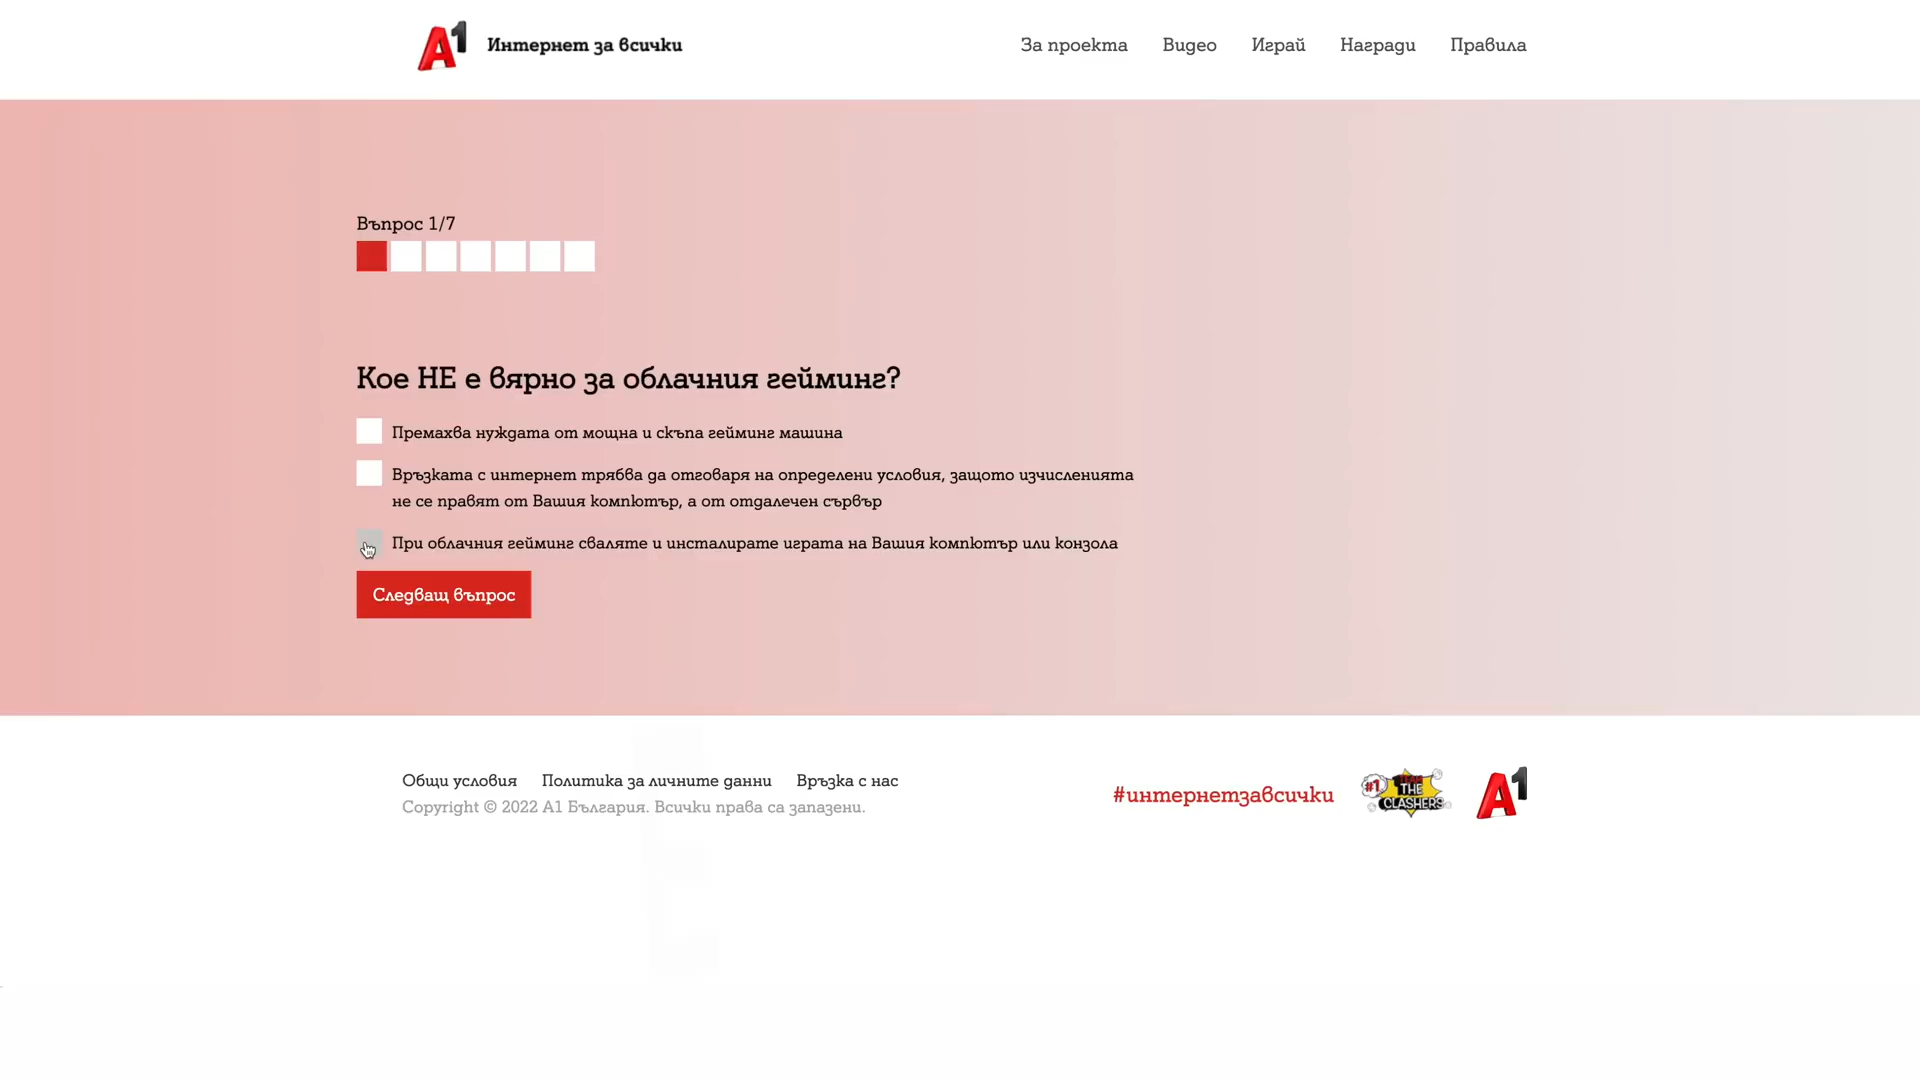 A1 Интернет за всички
За проекта Видео Играй Награди Правила
Въпрос 1/7
Кое НЕ е вярно за облачния гейминг?
Премахва нуждата от мощна и скъпа гейминг машина
Връзката с интернет трябва да отговаря на определени условия, защото изчисленията
не се правят от Вашия компютър, а от отдалечен сървър
При облачния гейминг сваляте и инсталирате играта на Вашия компютър или конзола
Следващ въпрос
Общи условия Политика за личните данни Връзка с нас
Copyright © 2022 А1 България. Всички права са запазени.
#интернетзавсички
#1 TEAM THE CLASHERS
A1